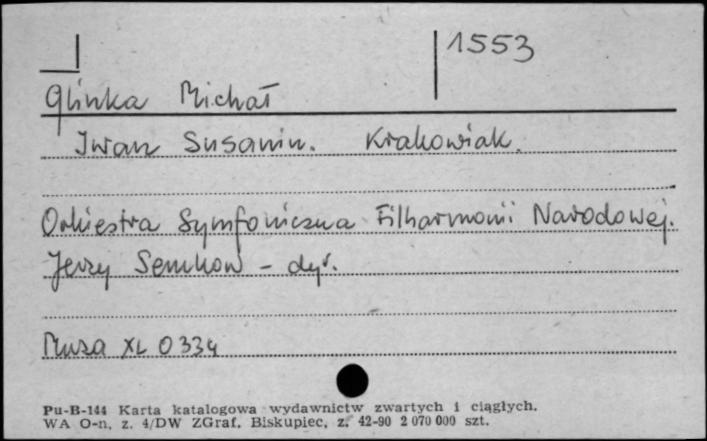 1553
Glinka Michał
Iwan Susanin. Krakowiak.
Orkiestra Symfoniczna Filharmonii Narodowej.
Jerzy Semkow - dyr.
Muza XL 0334
Pu-B-144 Karta katalogowa wydawnictw zwartych i ciągłych.
WA O-n, z. 4/DW ZGraf. Biskupiec, z. 42-90 2 070 000 szt.